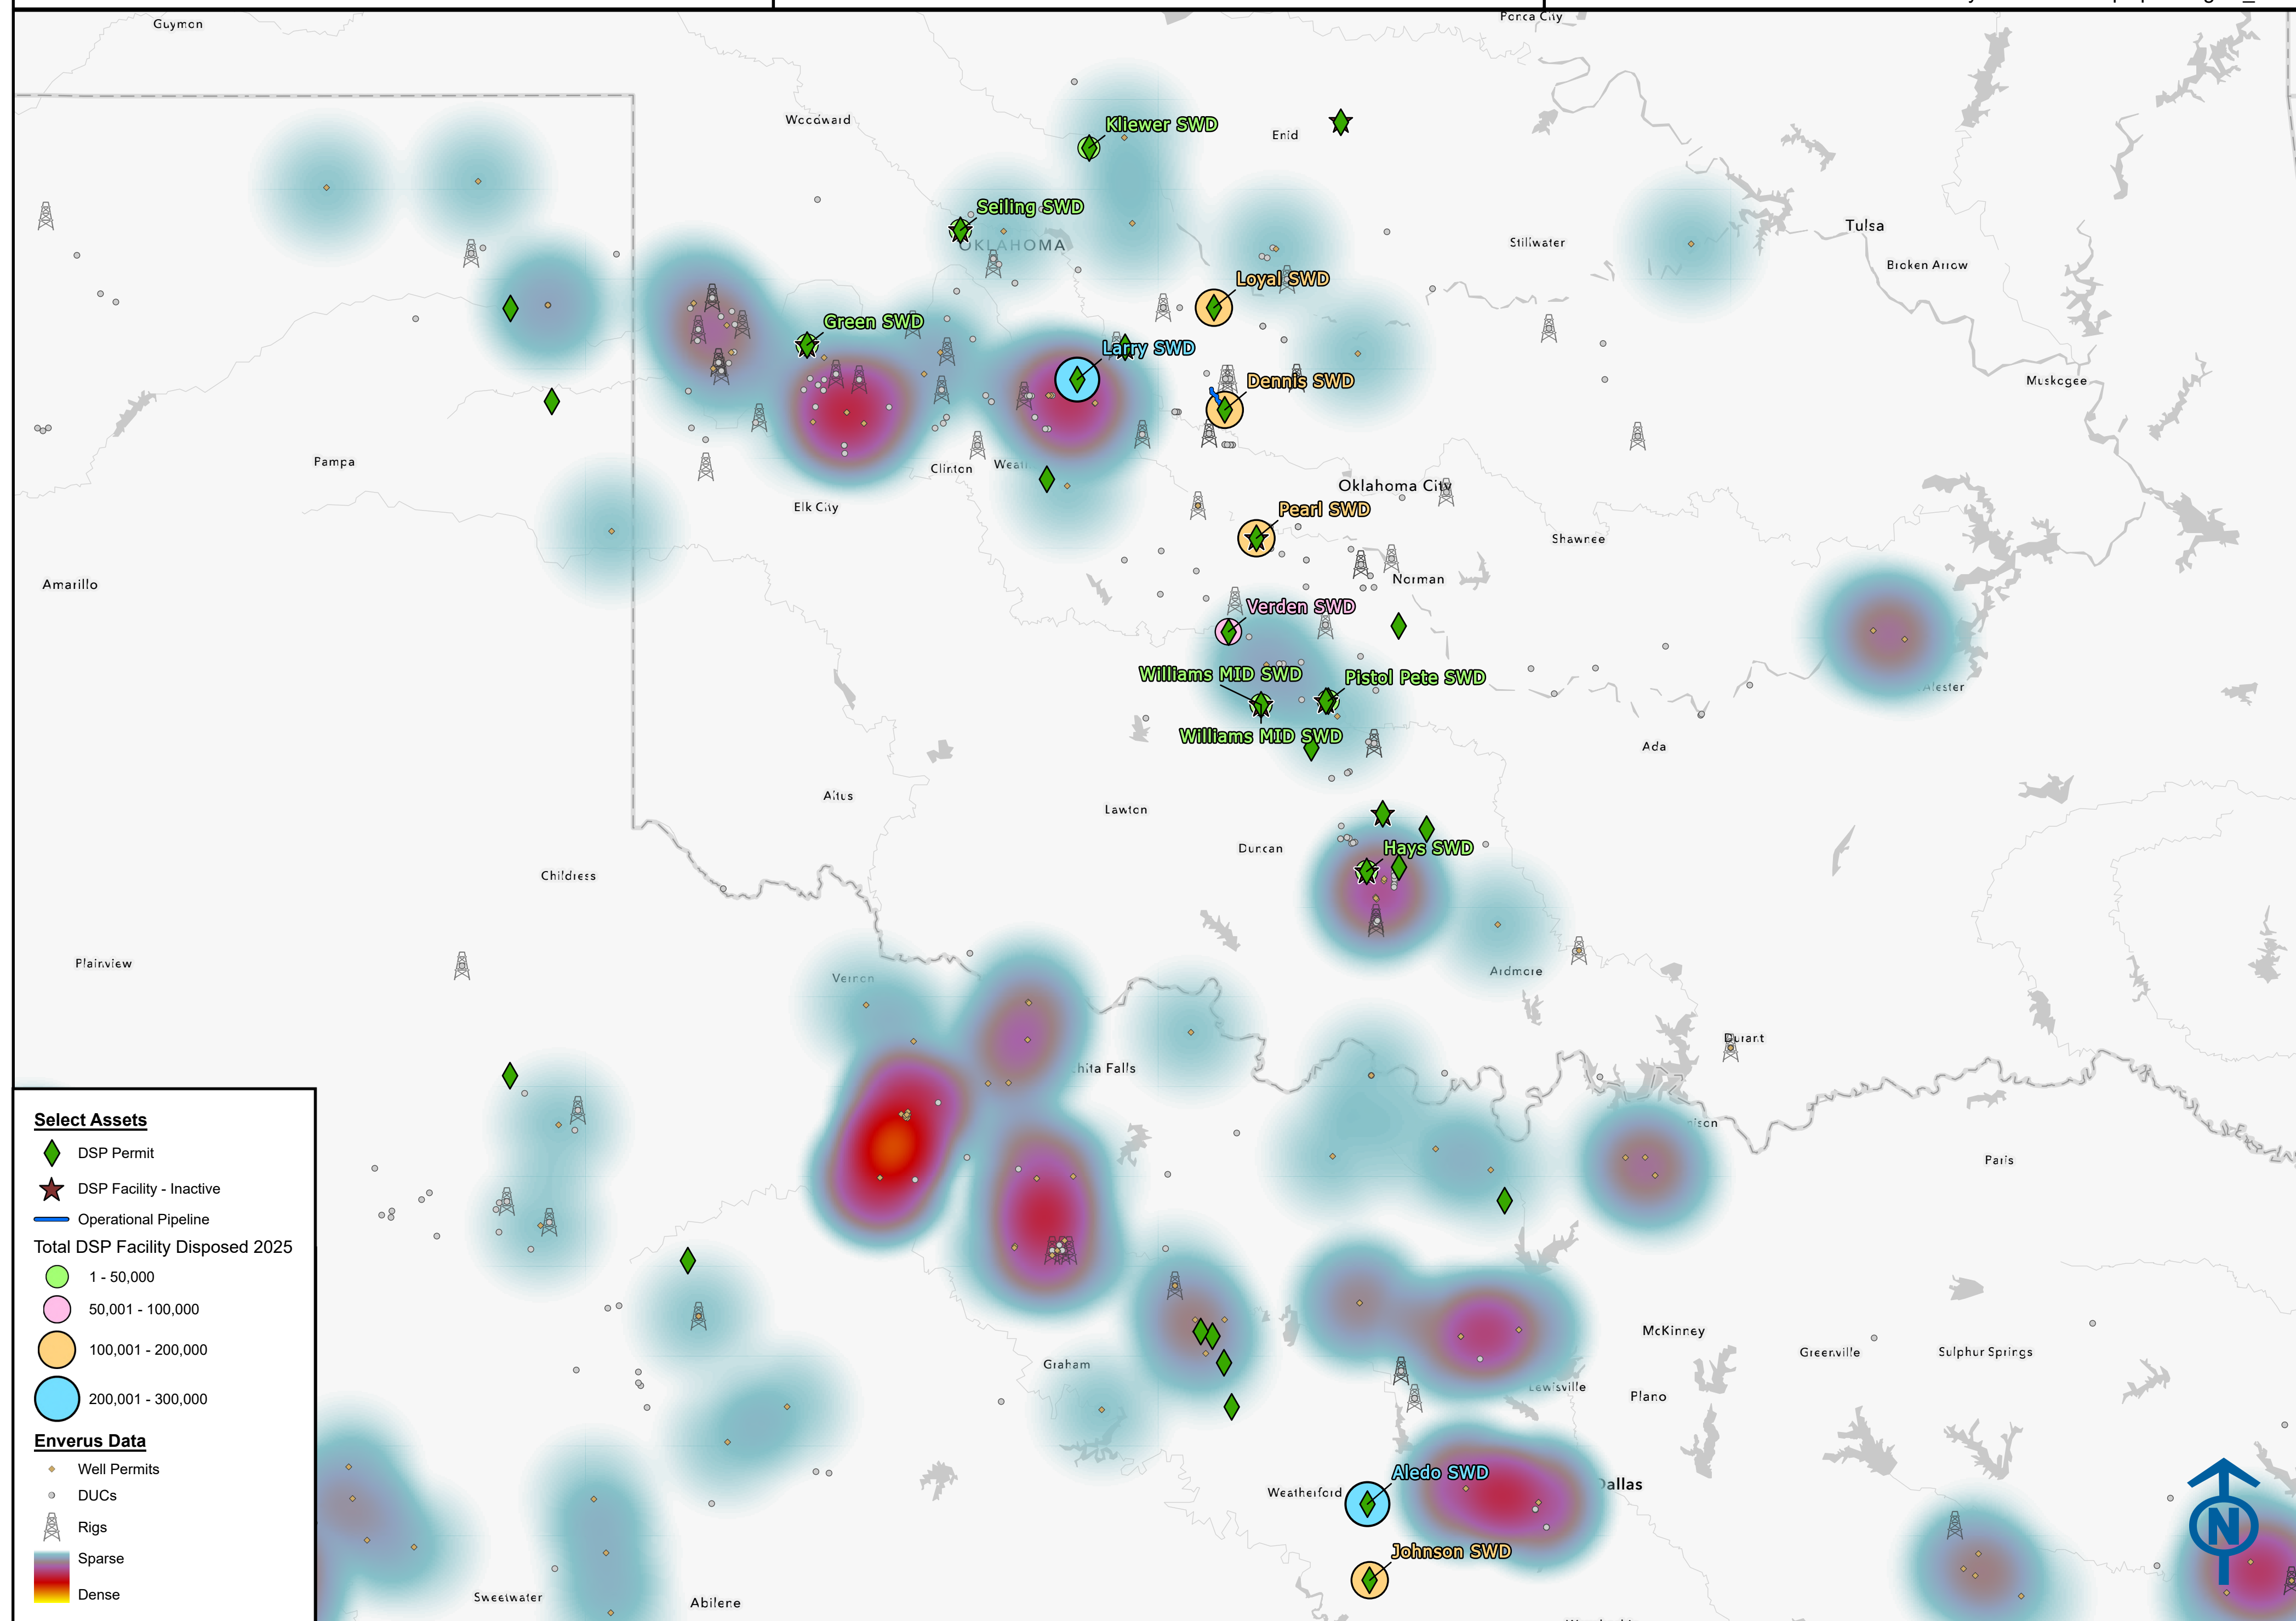 Guymon
Ponca City
Woodward
Kliewer SWD
Enid
Seiling SWD
OKLAHOMA
Stillwater
Tulsa
Broken Arrow
Loyal SWD
Green SWD
Larry SWD
Dennis SWD
Muskogee
Pampa
Clinton
Weat
Elk City
Oklahoma City
Pearl SWD
Shawnee
Amarillo
Norman
Verden SWD
Williams MID SWD
Pistol Pete SWD
Alester
Williams MID SWD
Ada
Altus
Lawton
Duncan
Hays SWD
Childress
Plainview
Vernon
Ardmore
Durant
hita Falls
ison
Paris
Graham
McKinney
Greenville
Sulphur Springs
Lewisville
Plano
Aledo SWD
Weatherford
Dallas
Johnson SWD
Sweetwater
Abilene
Select Assets
DSP Permit
DSP Facility - Inactive
Operational Pipeline
Total DSP Facility Disposed 2025
1 - 50,000
50,001 - 100,000
100,001 - 200,000
200,001 - 300,000
Enverus Data
Well Permits
DUCs
Rigs
Sparse
Dense
N